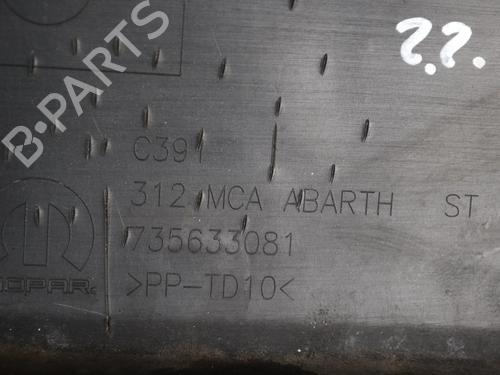 ??.
B-PARTS
C391
312 MCA ABARTH ST
735633081
MOPAR
>PP-TD10<